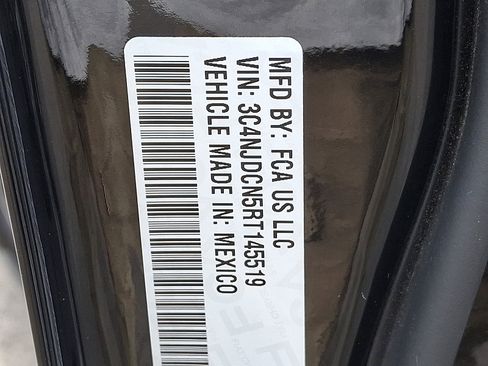 MFD BY: FCA US LLC
VIN: 3C4NJDCN5RT145519
VEHICLE MADE IN: MEXICO